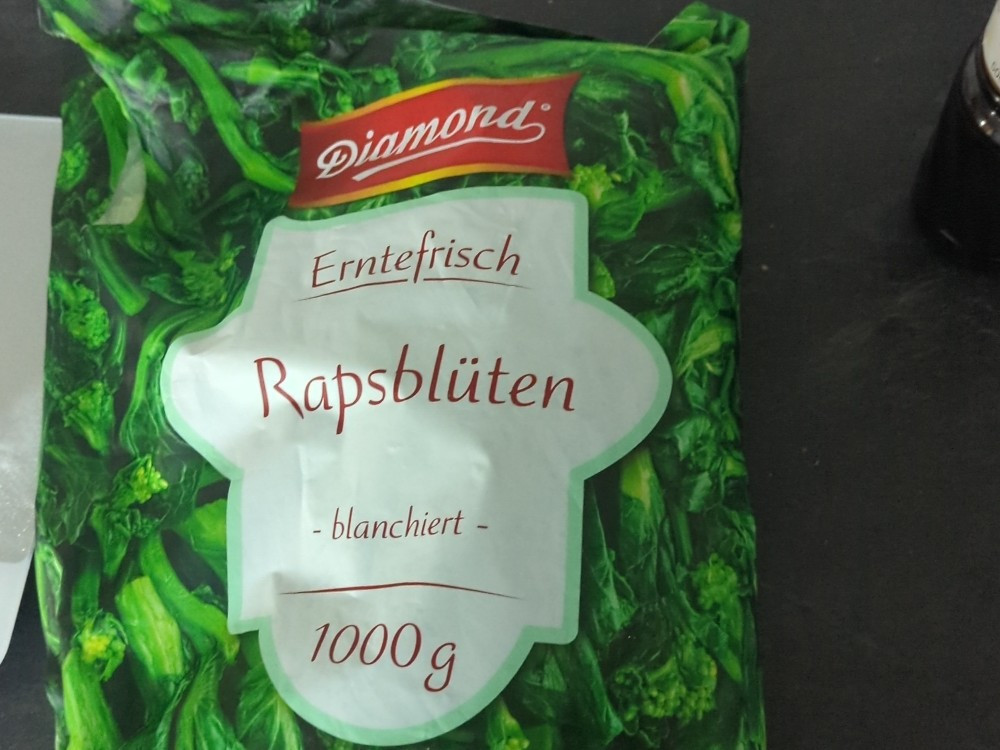 Diamond
Erntefrisch
Rapsblüten
- blanchiert -
1000 g